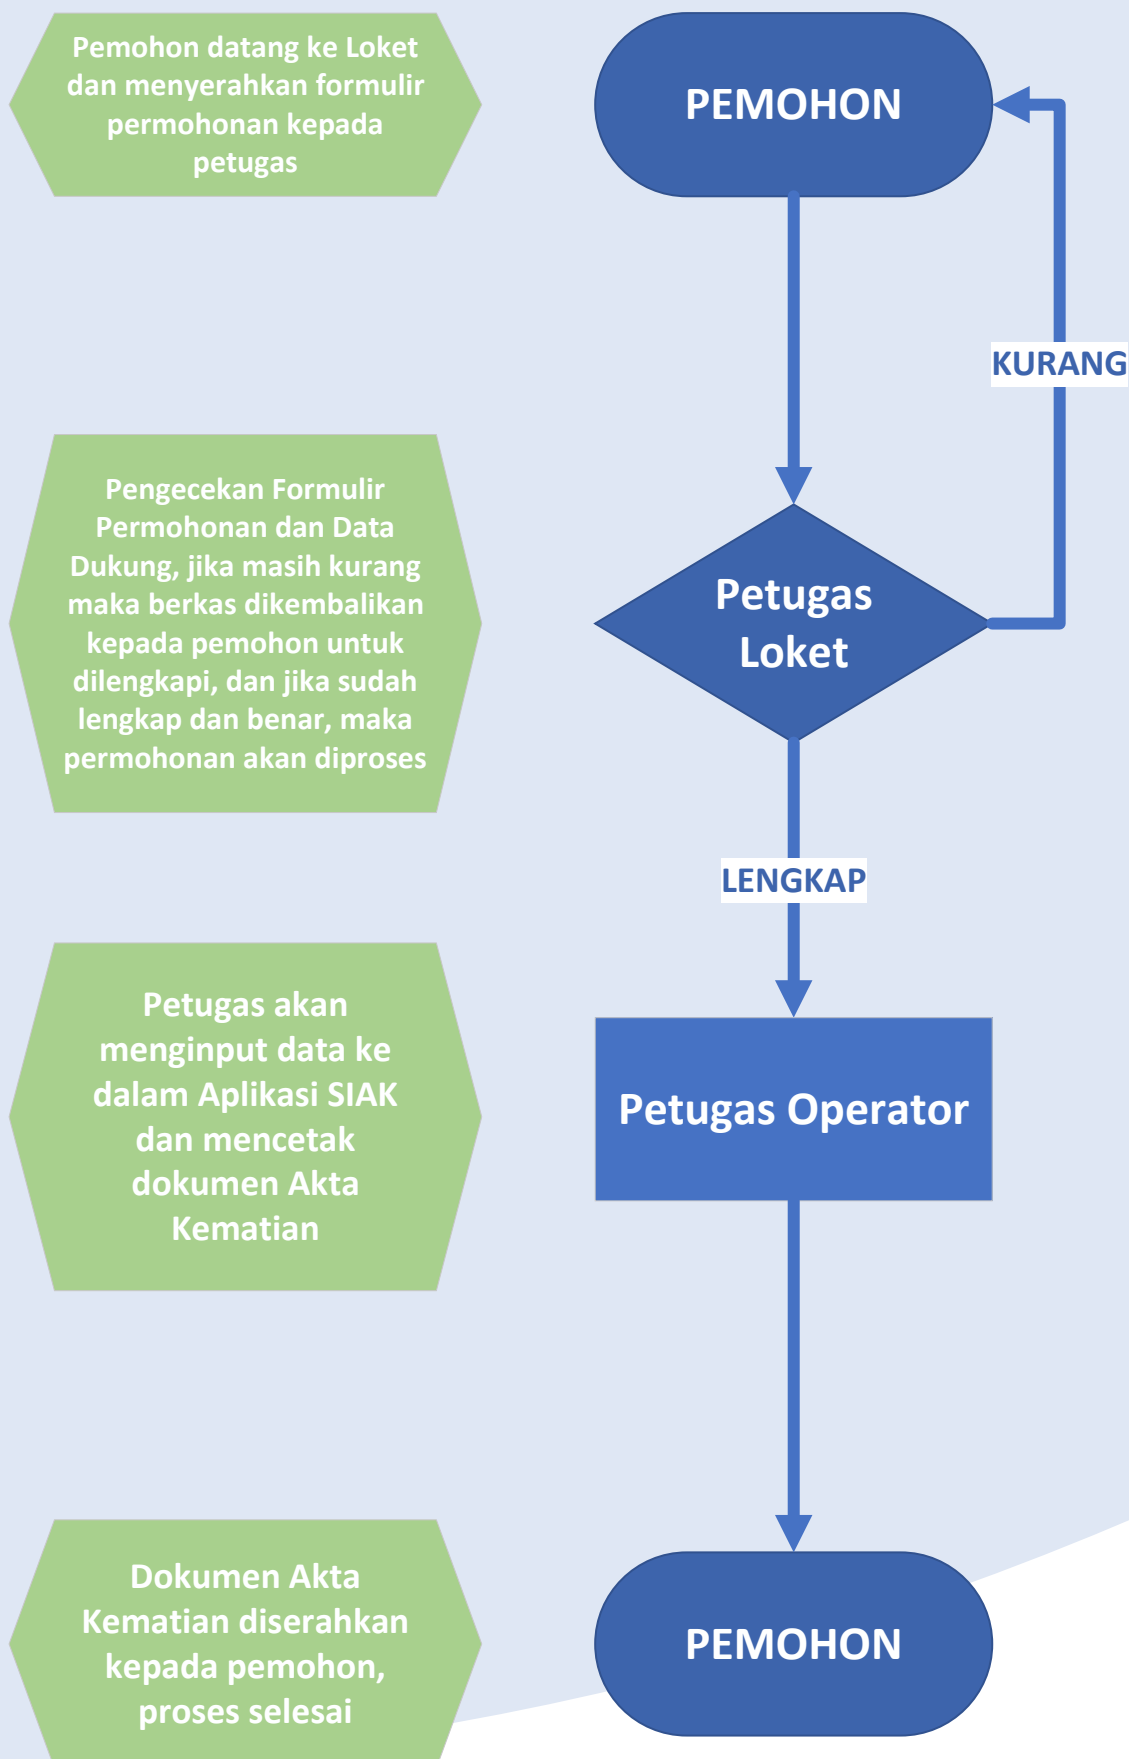 Pemohon datang ke Loket
dan menyerahkan formulir
permohonan kepada
petugas
PEMOHON
KURANG
Pengecekan Formulir
Permohonan dan Data
Dukung, jika masih kurang
maka berkas dikembalikan
kepada pemohon untuk
dilengkapi, dan jika sudah
lengkap dan benar, maka
permohonan akan diproses
Petugas
Loket
LENGKAP
Petugas akan
menginput data ke
dalam Aplikasi SIAK
dan mencetak
dokumen Akta
Kematian
Petugas Operator
Dokumen Akta
Kematian diserahkan
kepada pemohon,
proses selesai
PEMOHON